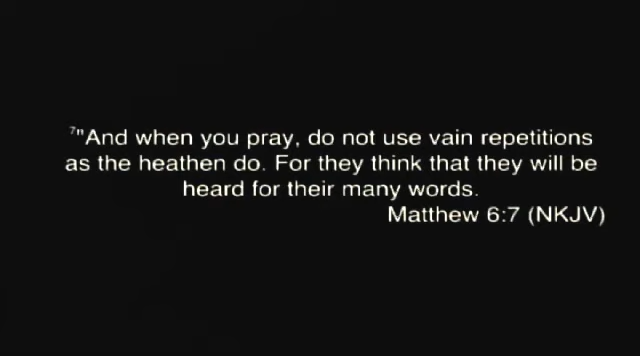 ⁷"And when you pray, do not use vain repetitions
as the heathen do. For they think that they will be
heard for their many words.
Matthew 6:7 (NKJV)